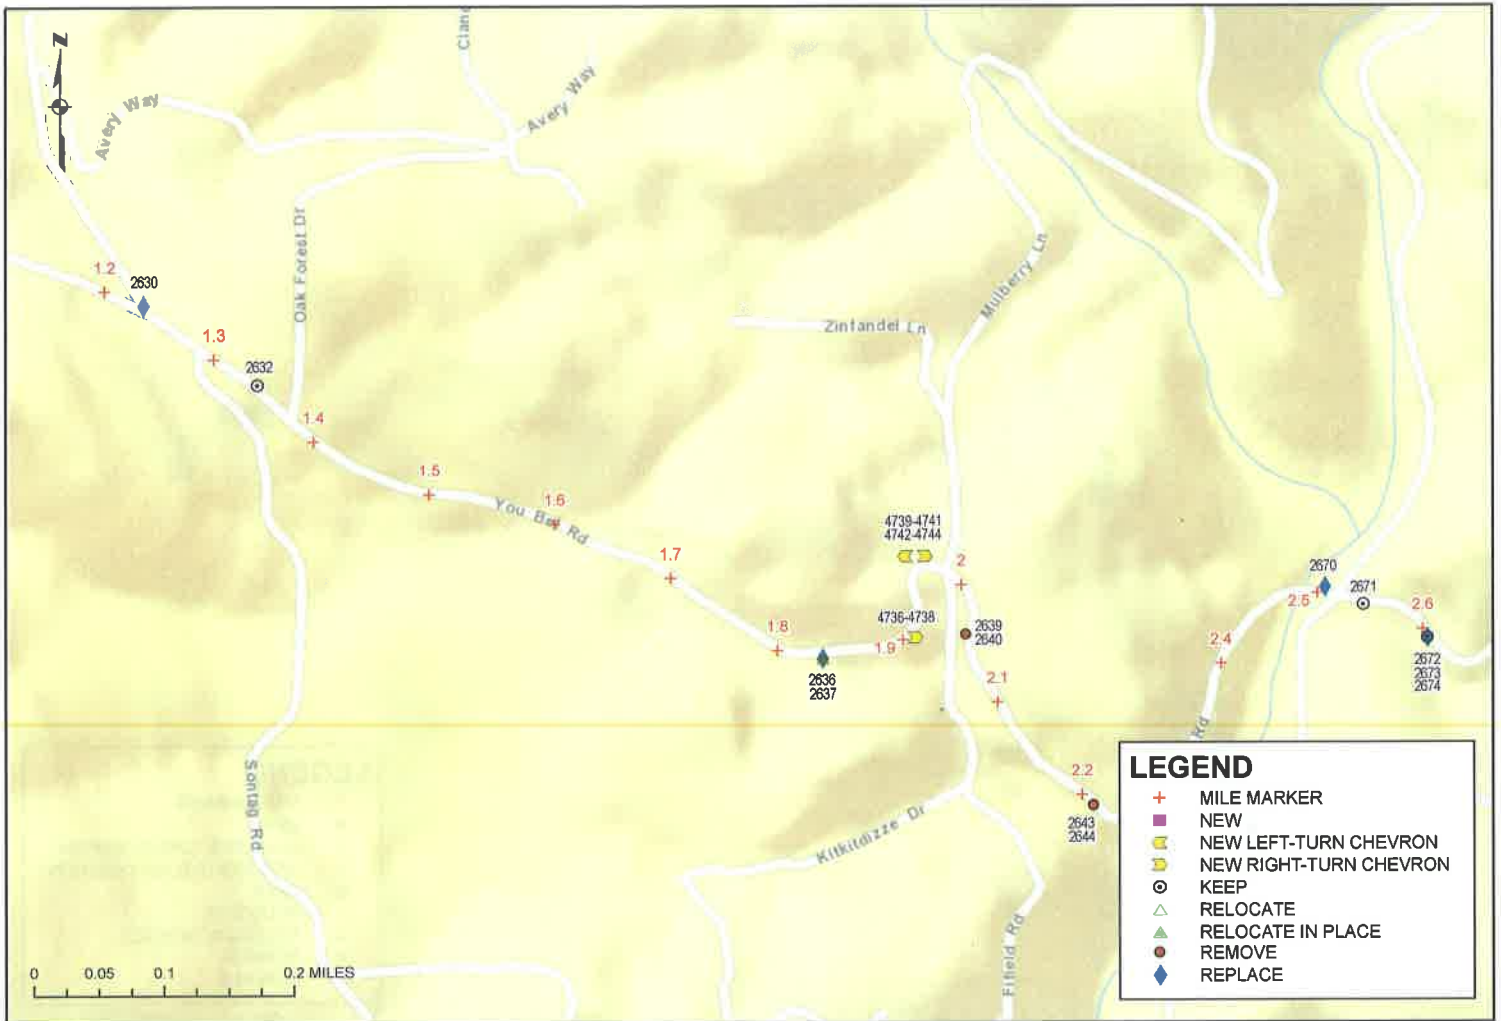 N
Clane
Avery Way
Avery Way
Oak Forest Dr
1.2
2630
1.3
2632
1.4
1.5
1.6
You Bet Rd
1.7
1.8
2636
2637
1.9
4736-4738
4739-4741
4742-4744
Zinfandel Ln
Mulberry Ln
2
2639
2640
2.1
2.2
2643
2644
2.4
2.5
2670
2671
2.6
2672
2673
2674
Rd
Sontag Rd
Kitkitdizze Dr
Fifield Rd
0 0.05 0.1 0.2 MILES
LEGEND
MILE MARKER
NEW
NEW LEFT-TURN CHEVRON
NEW RIGHT-TURN CHEVRON
KEEP
RELOCATE
RELOCATE IN PLACE
REMOVE
REPLACE